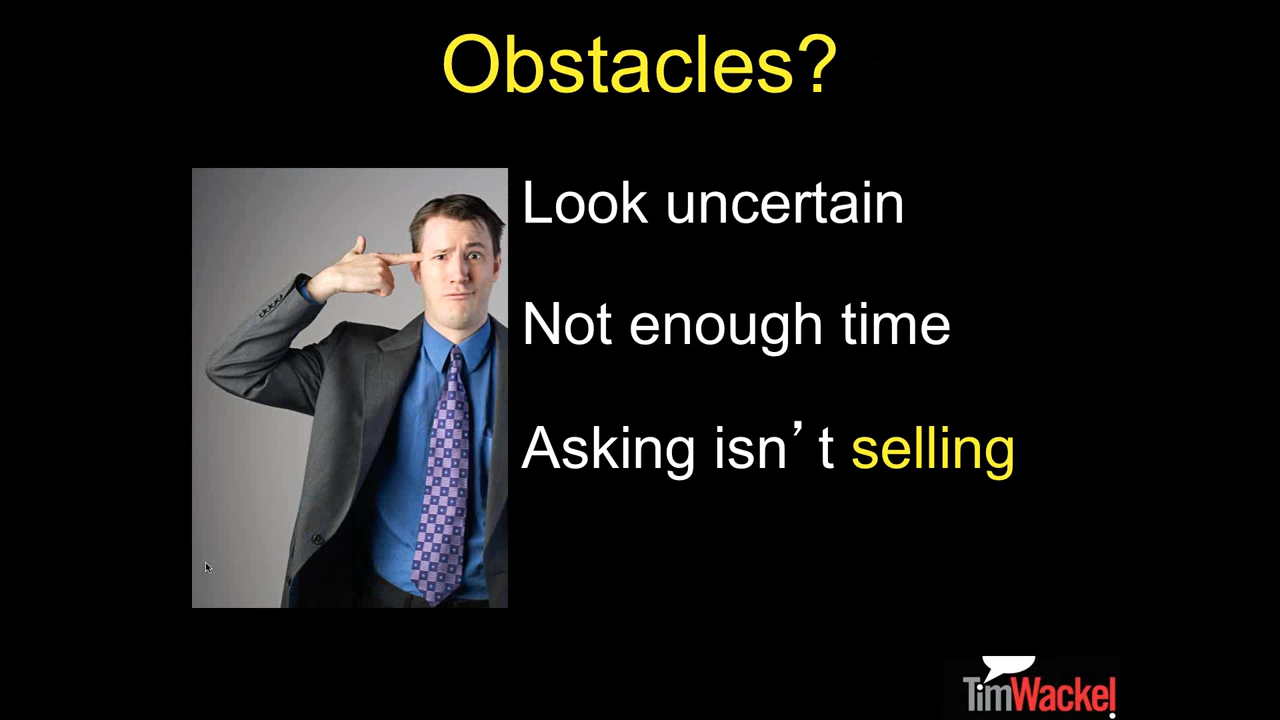 Obstacles?
Look uncertain
Not enough time
Asking isn’t selling
TimWackel